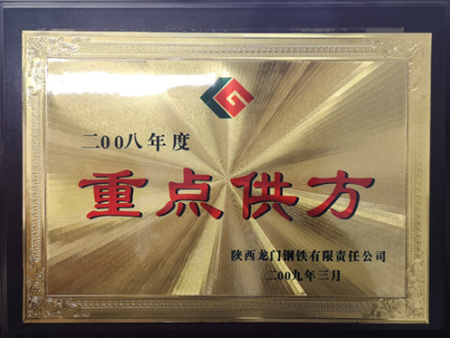 二00八年度
重点供方
陕西龙门钢铁有限责任公司
二00九年三月